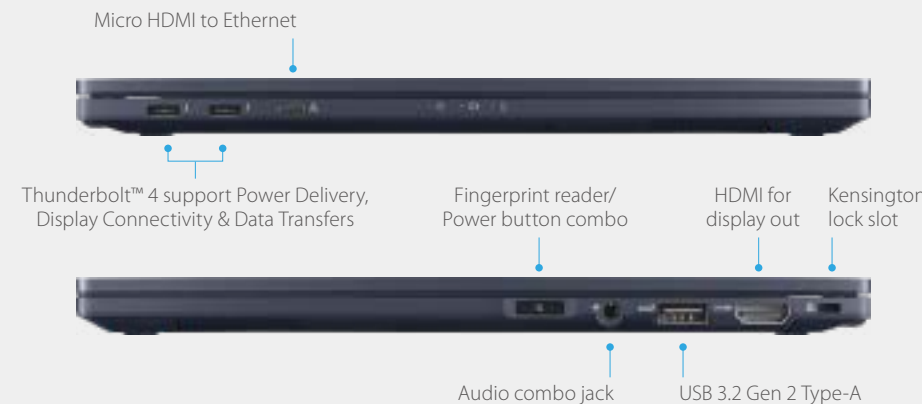 Micro HDMI to Ethernet
Thunderbolt™ 4 support Power Delivery,
Display Connectivity & Data Transfers
Fingerprint reader/
Power button combo
HDMI for
display out
Kensington
lock slot
Audio combo jack
USB 3.2 Gen 2 Type-A